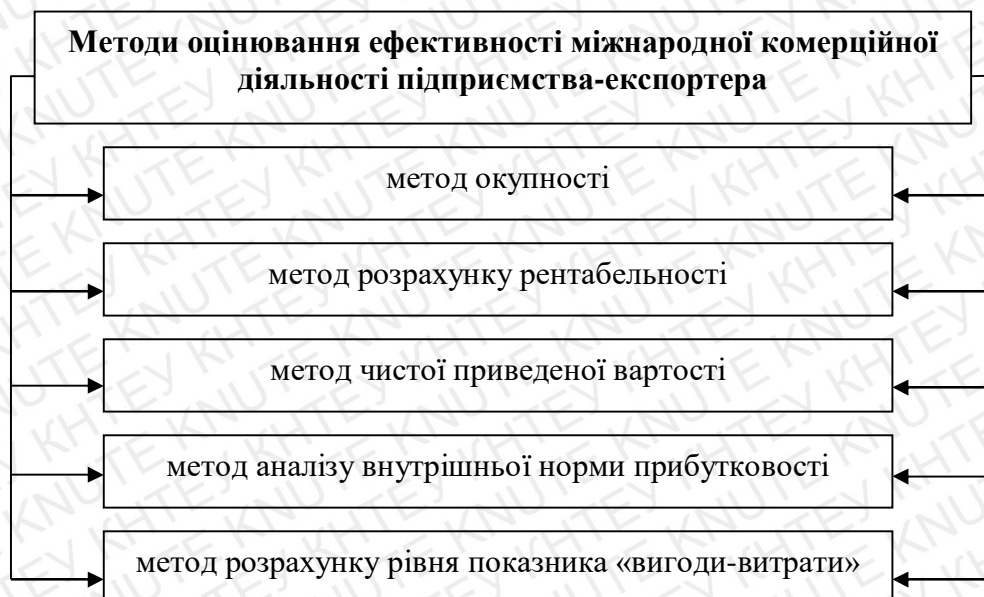 Методи оцінювання ефективності міжнародної комерційної
діяльності підприємства-експортера
метод окупності
метод розрахунку рентабельності
метод чистої приведеної вартості
метод аналізу внутрішньої норми прибутковості
метод розрахунку рівня показника «вигоди-витрати»